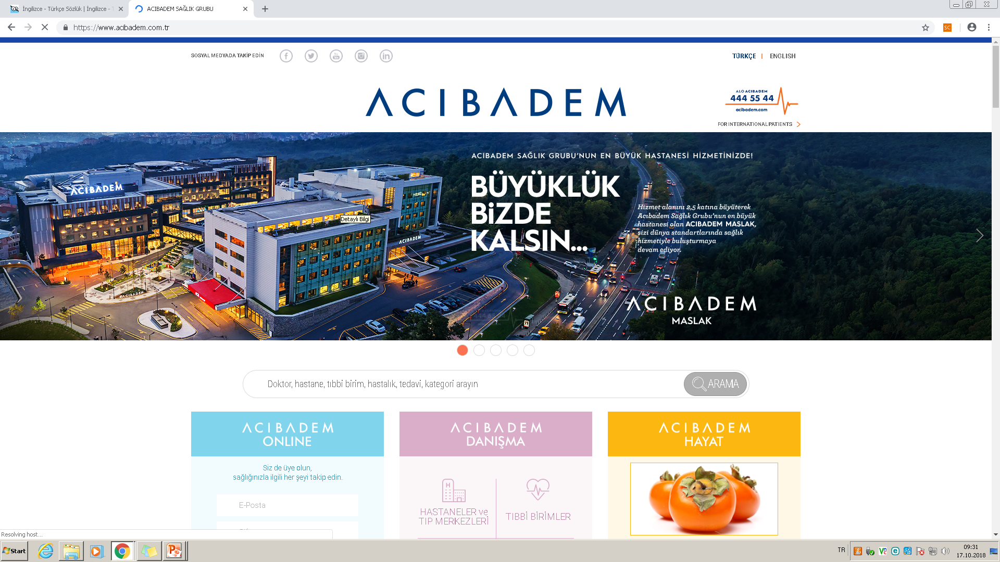 İngilizce - Türkçe Sözlük | İngilizce - T
ACIBADEM SAĞLIK GRUBU
https://www.acibadem.com.tr
SC
SOSYAL MEDYADA TAKİP EDİN
TÜRKÇE | ENGLISH
ACIBADEM
ALO ACIBADEM
444 55 44
acibadem.com
FOR INTERNATIONAL PATIENTS
ACIBADEM SAĞLIK GRUBU'NUN EN BÜYÜK HASTANESİ HİZMETİNİZDE!
BÜYÜKLÜK
BiZDE
KALSIN...
Hizmet alanını 2,5 katına büyüterek
Acıbadem Sağlık Grubu'nun en büyük
hastanesi olan ACIBADEM MASLAK,
sizi dünya standartlarında sağlık
hizmetiyle buluşturmaya
devam ediyor.
ACIBADEM
Detaylı Bilgi
ACIBADEM
ACIBADEM
ACIBADEM
MASLAK
Doktor, hastane, tıbbi birim, hastalık, tedavi, kategori arayın
ARAMA
ACIBADEM
ONLINE
Siz de üye olun,
sağlığınızla ilgili her şeyi takip edin.
E-Posta
ACIBADEM
DANIŞMA
HASTANELER ve
TIP MERKEZLERİ
TIBBİ BİRİMLER
ACIBADEM
HAYAT
Resolving host...
Start
TR
09:31
17.10.2018